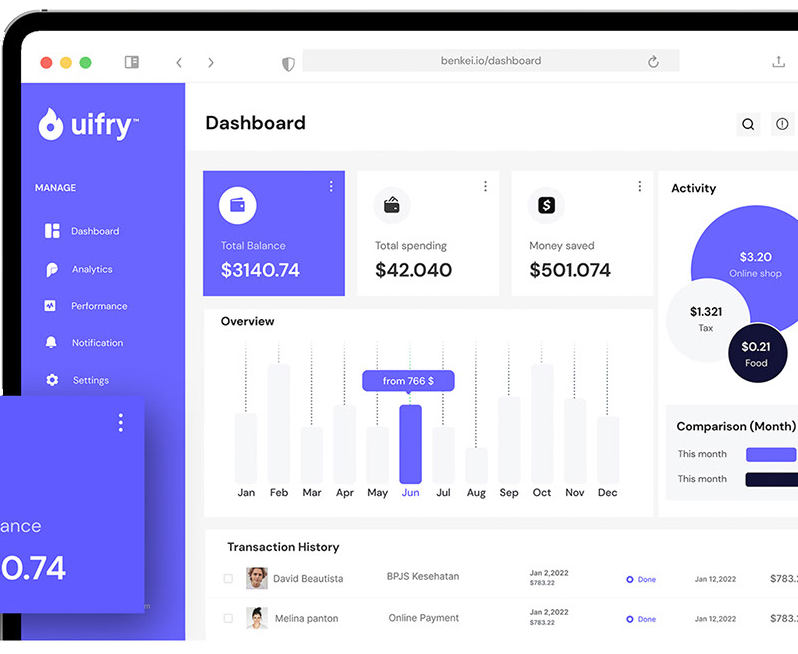 benkei.io/dashboard
uifry™
Dashboard
MANAGE
Dashboard
Analytics
Performance
Notification
Settings
Total Balance
$3140.74
Total spending
$42.040
Money saved
$501.074
Activity
$3.20
Online shop
$1.321
Tax
$0.21
Food
Overview
from 766 $
Jan Feb Mar Apr May Jun Jul Aug Sep Oct Nov Dec
Comparison (Month)
This month
This month
ance
0.74
m
Transaction History
David Beautista BPJS Kesehatan Jan 2,2022 Done Jan 12,2022 $783.
$783.22
Melina panton Online Payment Jan 2,2022 Done Jan 12,2022 $783.
$783.22